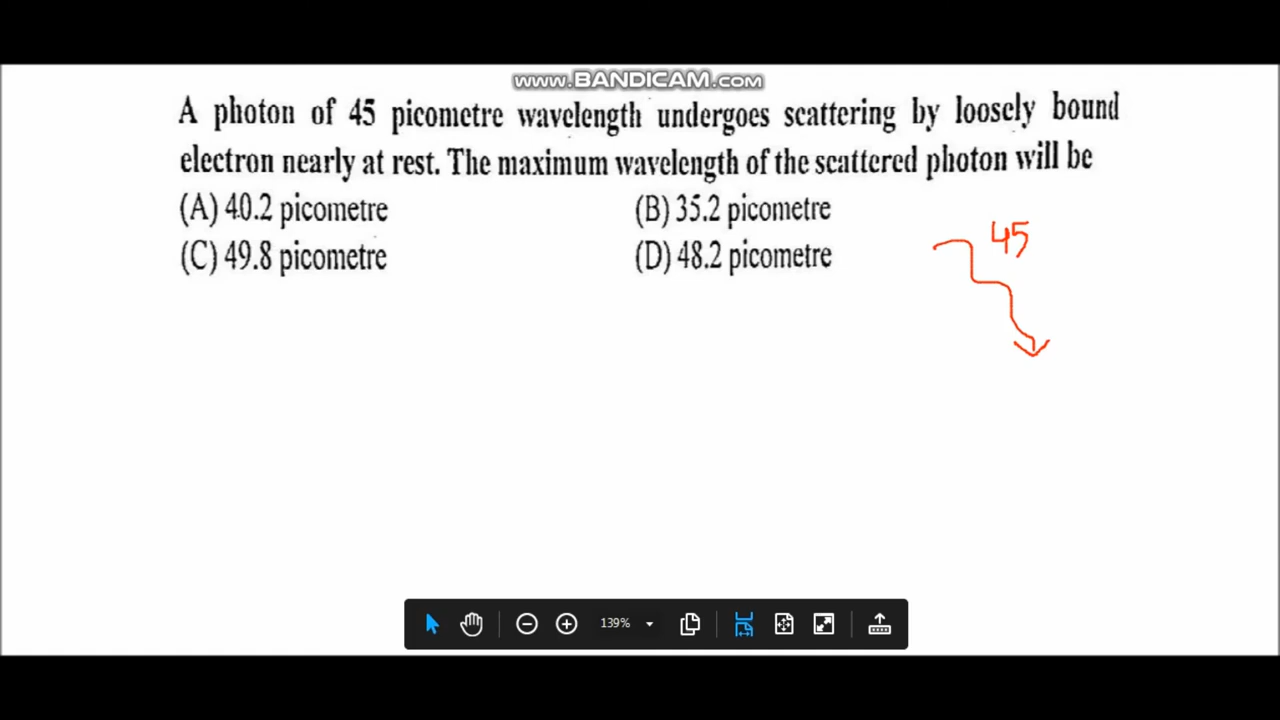 www.BANDICAM.com
A photon of 45 picometre wavelength undergoes scattering by loosely bound
electron nearly at rest. The maximum wavelength of the scattered photon will be
(A) 40.2 picometre (B) 35.2 picometre
(C) 49.8 picometre (D) 48.2 picometre
45
139%